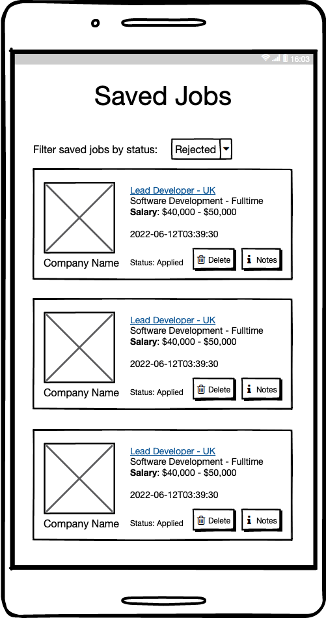 16:03
Saved Jobs
Filter saved jobs by status: Rejected
Lead Developer - UK
Software Development - Fulltime
Salary: $40,000 - $50,000
2022-06-12T03:39:30
Company Name
Status: Applied
Delete
Notes
Lead Developer - UK
Software Development - Fulltime
Salary: $40,000 - $50,000
2022-06-12T03:39:30
Company Name
Status: Applied
Delete
Notes
Lead Developer - UK
Software Development - Fulltime
Salary: $40,000 - $50,000
2022-06-12T03:39:30
Company Name
Status: Applied
Delete
Notes